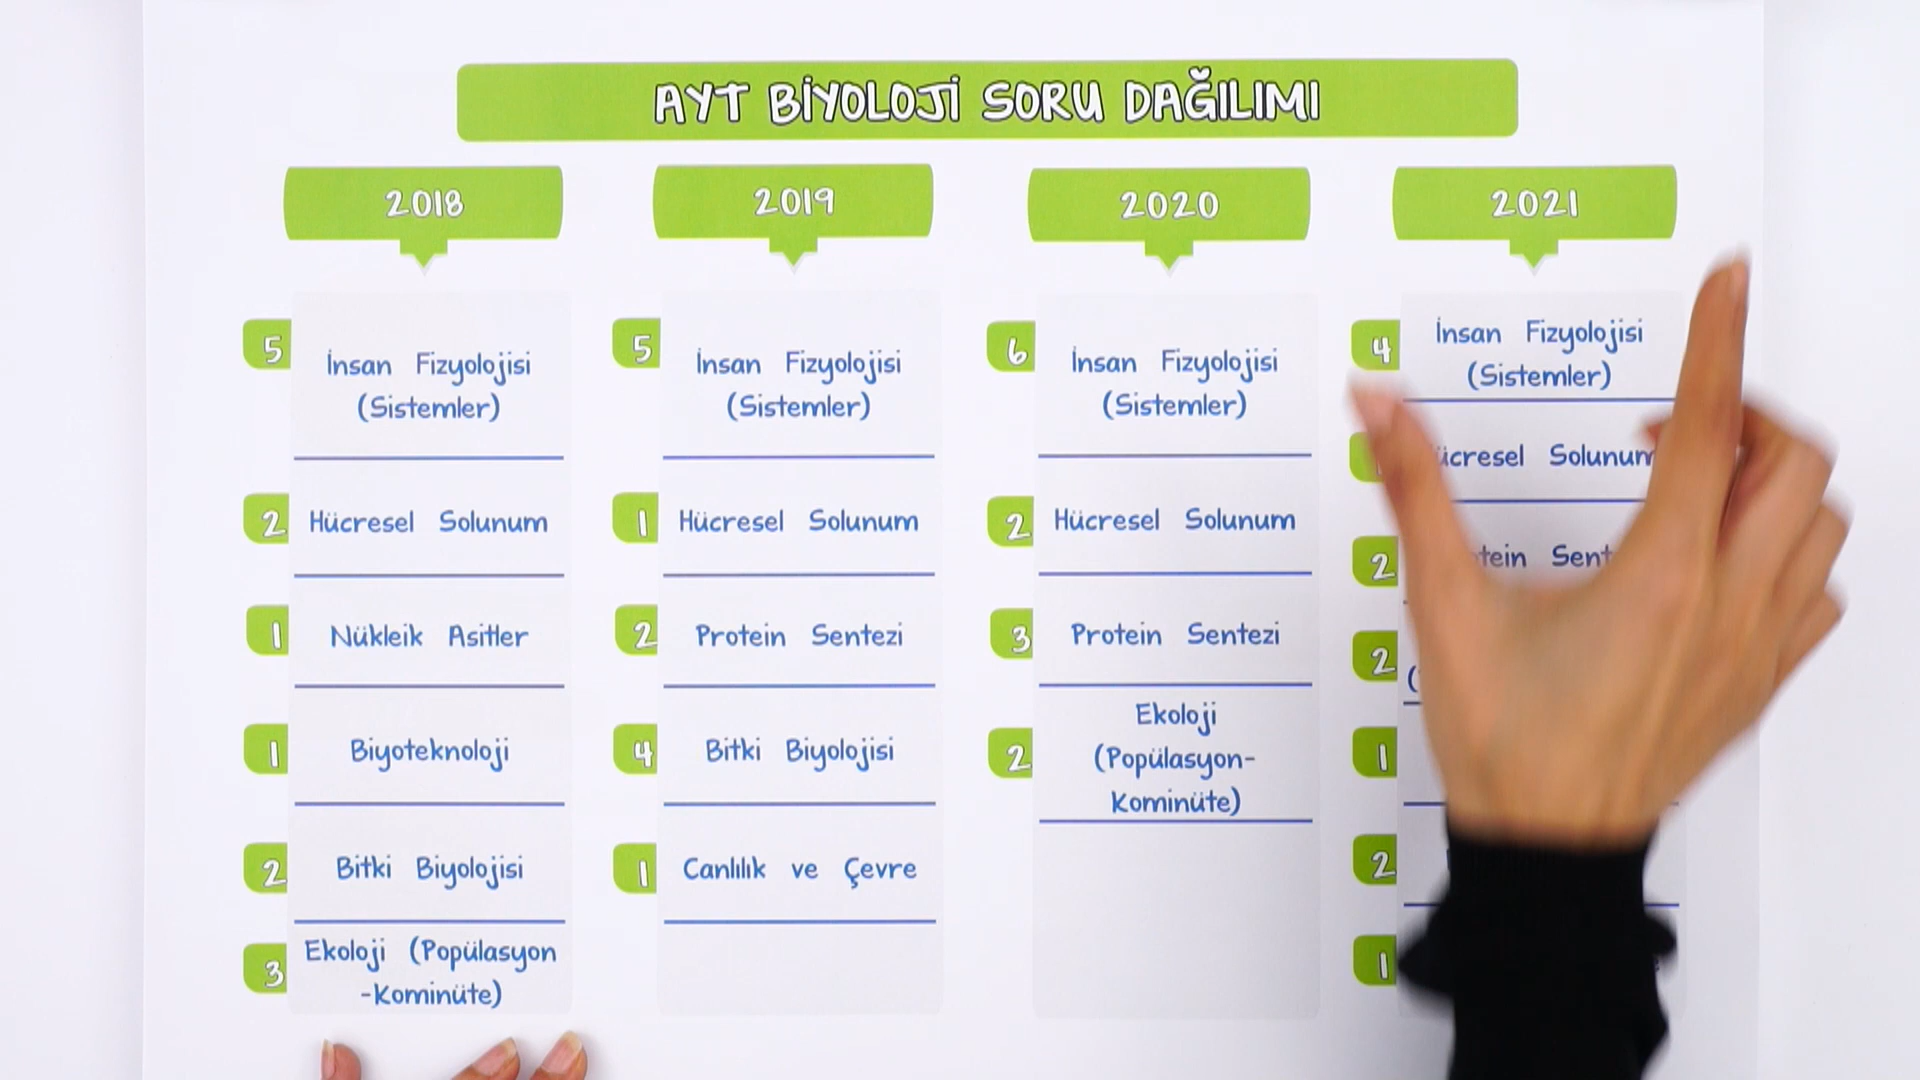 AYT BİYOLOJİ SORU DAĞILIMI
2018
5
İnsan Fizyolojisi
(Sistemler)
2
Hücresel Solunum
1
Nükleik Asitler
1
Biyoteknoloji
2
Bitki Biyolojisi
3
Ekoloji (Popülasyon
-Kominüte)
2019
5
İnsan Fizyolojisi
(Sistemler)
1
Hücresel Solunum
2
Protein Sentezi
4
Bitki Biyolojisi
1
Canlılık ve Çevre
2020
6
İnsan Fizyolojisi
(Sistemler)
2
Hücresel Solunum
3
Protein Sentezi
2
Ekoloji
(Popülasyon-
Kominüte)
2021
4
İnsan Fizyolojisi
(Sistemler)
Solunum
2
2
1
2
1